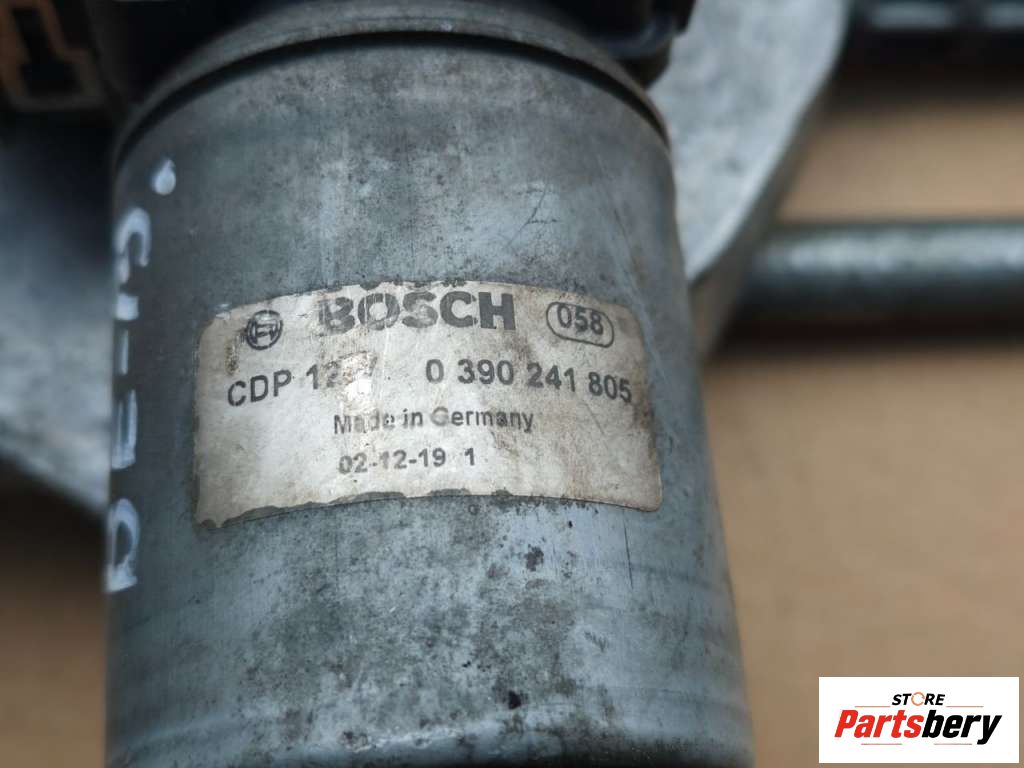 BOSCH 058
CDP 0 390 241 805
Made in Germany
02-12-19 1
STORE
Partsbery